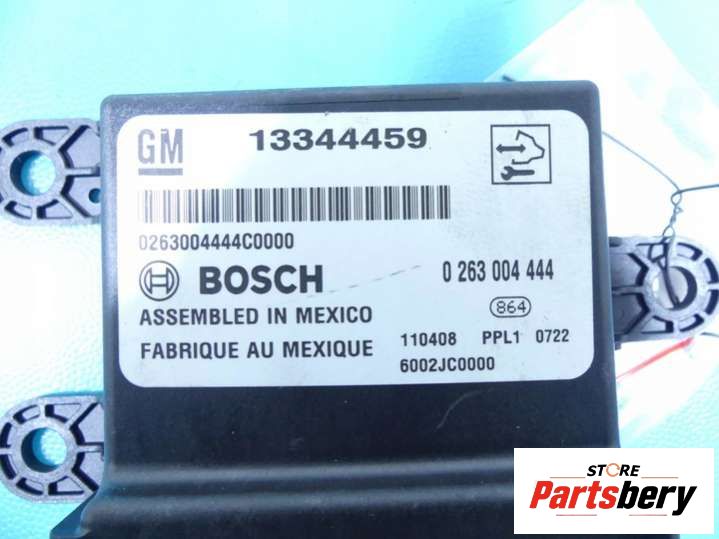 GM 13344459
0263004444C0000
BOSCH 0 263 004 444
ASSEMBLED IN MEXICO 864
FABRIQUE AU MEXIQUE 110408 PPL1 0722
6002JC0000
STORE
Partsbery